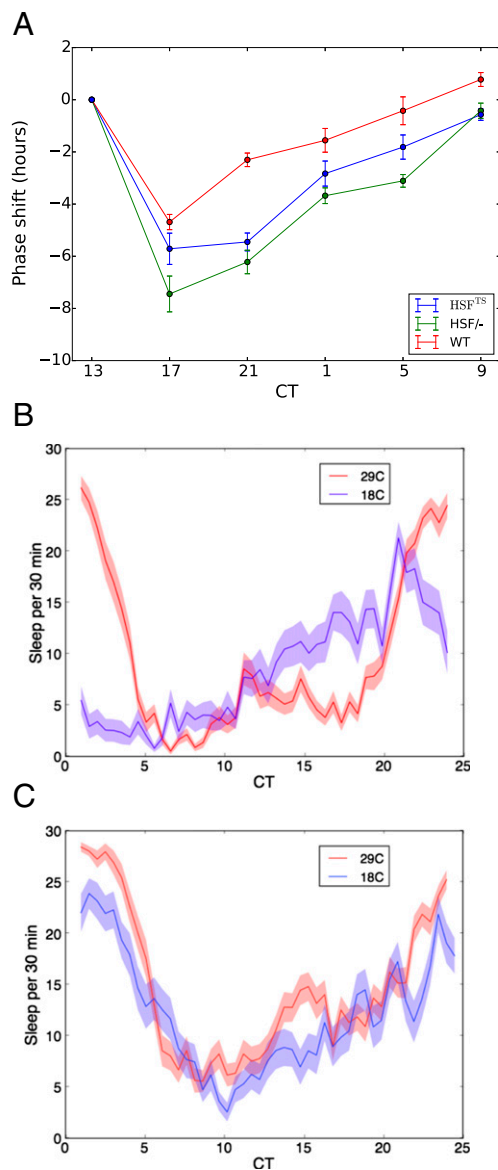 A
2
0
−2
−4
−6
−8
−10
Phase shift (hours)
13 17 21 1 5 9
CT
HSF^TS
HSF/-
WT
B
30
25
20
15
10
5
0
Sleep per 30 min
29C
18C
0 5 10 15 20 25
CT
C
30
25
20
15
10
5
0
Sleep per 30 min
29C
18C
0 5 10 15 20 25
CT